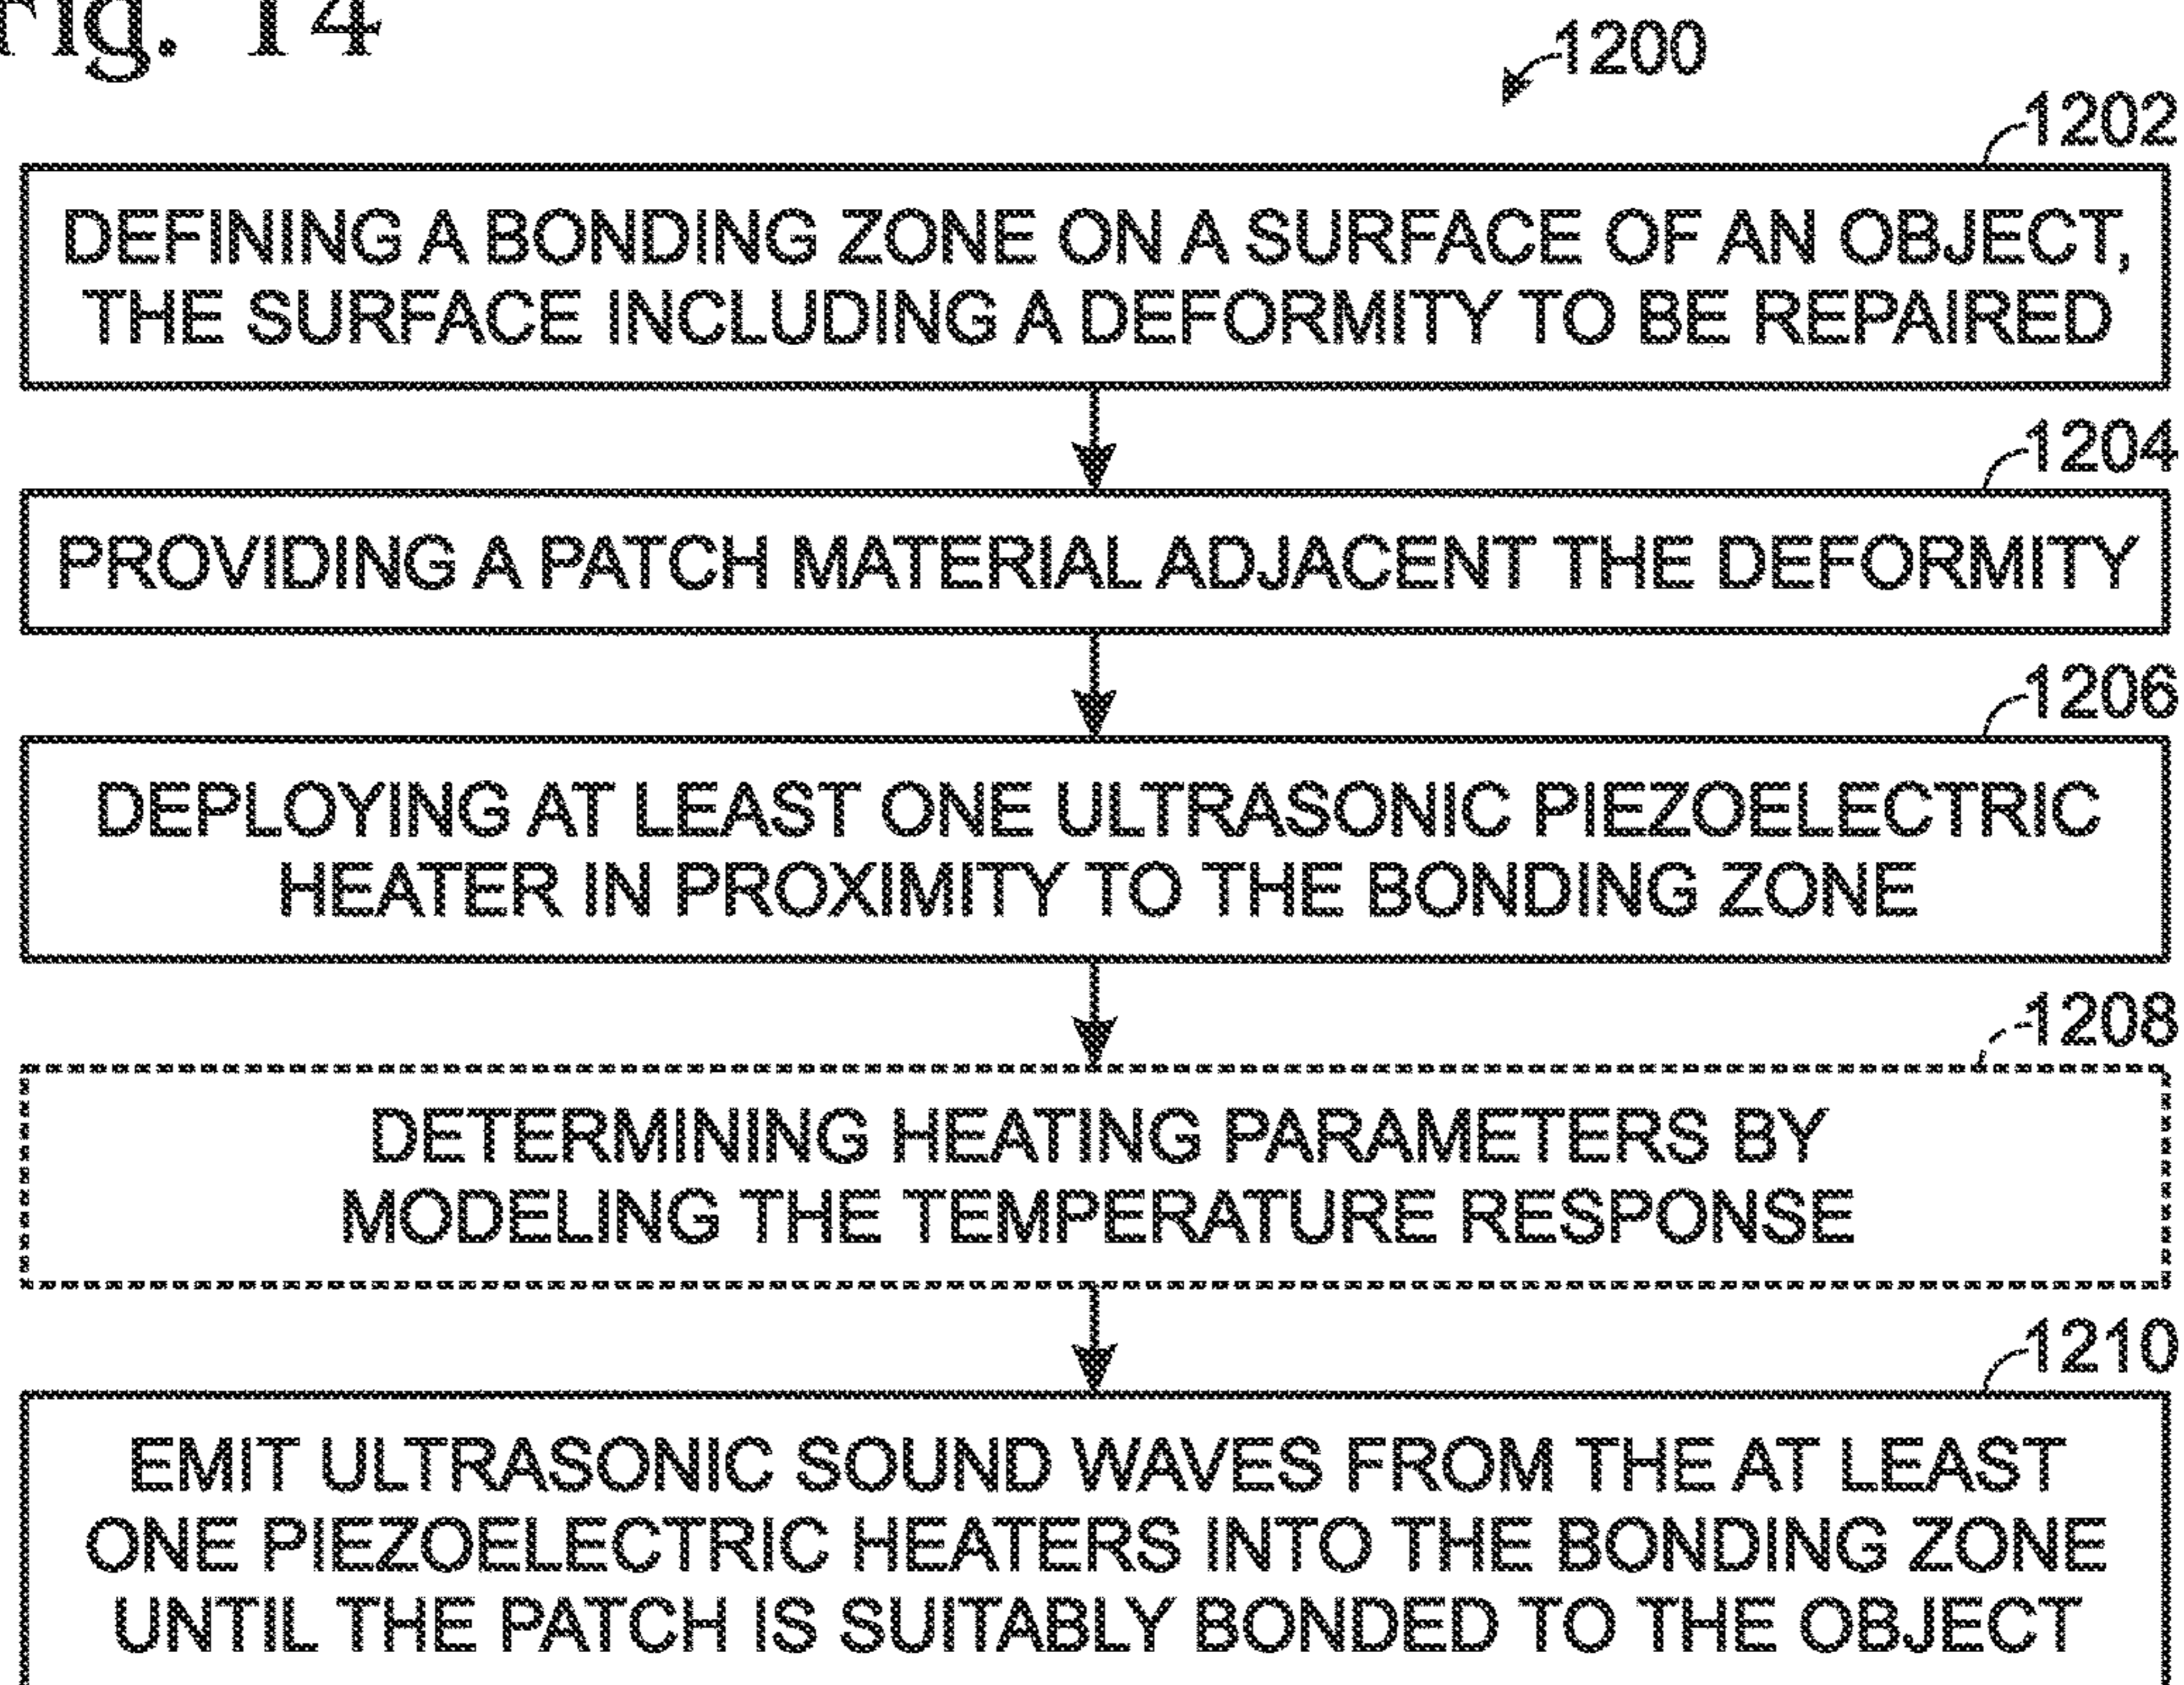 Fig. 14
1200
1202
DEFINING A BONDING ZONE ON A SURFACE OF AN OBJECT,
THE SURFACE INCLUDING A DEFORMITY TO BE REPAIRED
1204
PROVIDING A PATCH MATERIAL ADJACENT THE DEFORMITY
1206
DEPLOYING AT LEAST ONE ULTRASONIC PIEZOELECTRIC
HEATER IN PROXIMITY TO THE BONDING ZONE
1208
DETERMINING HEATING PARAMETERS BY
MODELING THE TEMPERATURE RESPONSE
1210
EMIT ULTRASONIC SOUND WAVES FROM THE AT LEAST
ONE PIEZOELECTRIC HEATERS INTO THE BONDING ZONE
UNTIL THE PATCH IS SUITABLY BONDED TO THE OBJECT